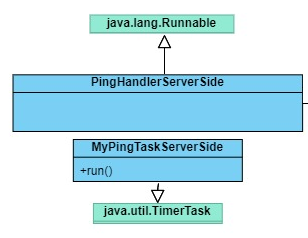 java.lang.Runnable
PingHandlerServerSide
MyPingTaskServerSide
+run()
java.util.TimerTask